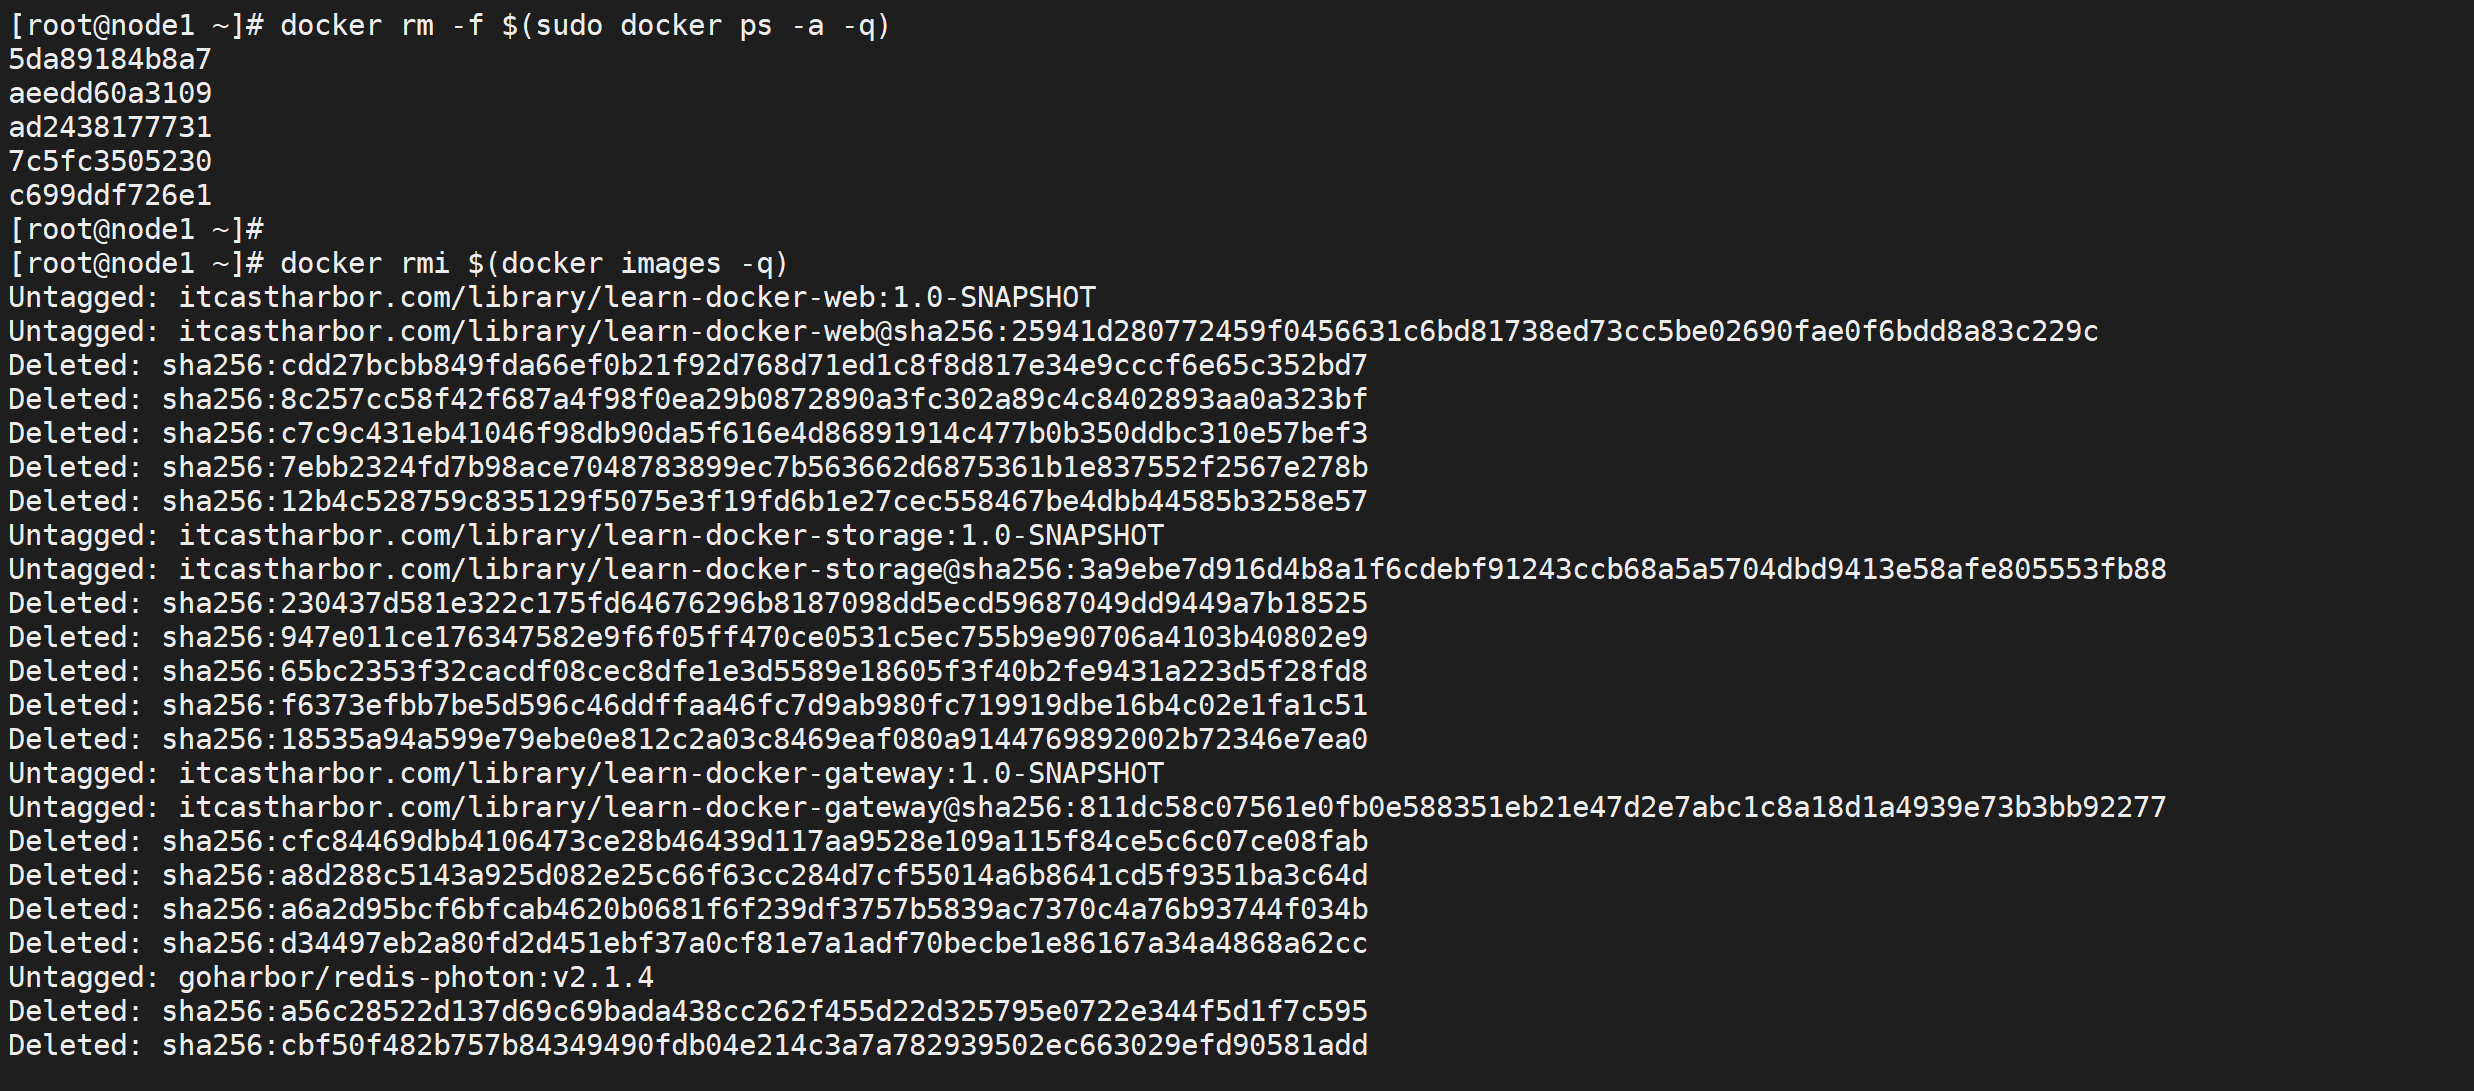 [root@node1 ~]# docker rm -f $(sudo docker ps -a -q)
5da89184b8a7
aeedd60a3109
ad2438177731
7c5fc3505230
c699ddf726e1
[root@node1 ~]#
[root@node1 ~]# docker rmi $(docker images -q)
Untagged: itcastharbor.com/library/learn-docker-web:1.0-SNAPSHOT
Untagged: itcastharbor.com/library/learn-docker-web@sha256:25941d280772459f0456631c6bd81738ed73cc5be02690fae0f6bdd8a83c229c
Deleted: sha256:cdd27bcbb849fda66ef0b21f92d768d71ed1c8f8d817e34e9cccf6e65c352bd7
Deleted: sha256:8c257cc58f42f687a4f98f0ea29b0872890a3fc302a89c4c8402893aa0a323bf
Deleted: sha256:c7c9c431eb41046f98db90da5f616e4d86891914c477b0b350ddbc310e57bef3
Deleted: sha256:7ebb2324fd7b98ace7048783899ec7b563662d6875361b1e837552f2567e278b
Deleted: sha256:12b4c528759c835129f5075e3f19fd6b1e27cec558467be4dbb44585b3258e57
Untagged: itcastharbor.com/library/learn-docker-storage:1.0-SNAPSHOT
Untagged: itcastharbor.com/library/learn-docker-storage@sha256:3a9ebe7d916d4b8a1f6cdebf91243ccb68a5a5704dbd9413e58afe805553fb88
Deleted: sha256:230437d581e322c175fd64676296b8187098dd5ecd59687049dd9449a7b18525
Deleted: sha256:947e011ce176347582e9f6f05ff470ce0531c5ec755b9e90706a4103b40802e9
Deleted: sha256:65bc2353f32cacdf08cec8dfe1e3d5589e18605f3f40b2fe9431a223d5f28fd8
Deleted: sha256:f6373efbb7be5d596c46ddffaa46fc7d9ab980fc719919dbe16b4c02e1fa1c51
Deleted: sha256:18535a94a599e79ebe0e812c2a03c8469eaf080a9144769892002b72346e7ea0
Untagged: itcastharbor.com/library/learn-docker-gateway:1.0-SNAPSHOT
Untagged: itcastharbor.com/library/learn-docker-gateway@sha256:811dc58c07561e0fb0e588351eb21e47d2e7abc1c8a18d1a4939e73b3bb92277
Deleted: sha256:cfc84469dbb4106473ce28b46439d117aa9528e109a115f84ce5c6c07ce08fab
Deleted: sha256:a8d288c5143a925d082e25c66f63cc284d7cf55014a6b8641cd5f9351ba3c64d
Deleted: sha256:a6a2d95bcf6bfcab4620b0681f6f239df3757b5839ac7370c4a76b93744f034b
Deleted: sha256:d34497eb2a80fd2d451ebf37a0cf81e7a1adf70becbe1e86167a34a4868a62cc
Untagged: goharbor/redis-photon:v2.1.4
Deleted: sha256:a56c28522d137d69c69bada438cc262f455d22d325795e0722e344f5d1f7c595
Deleted: sha256:cbf50f482b757b84349490fdb04e214c3a7a782939502ec663029efd90581add